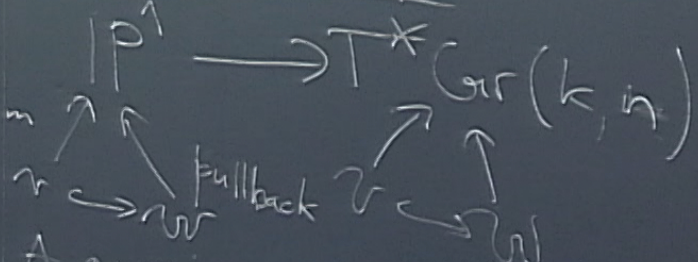 ℙ¹ ⟶ T* Gr(k,n)
m
𝒱 ↪ 𝒲 pullback 𝒱 ↪ 𝒲